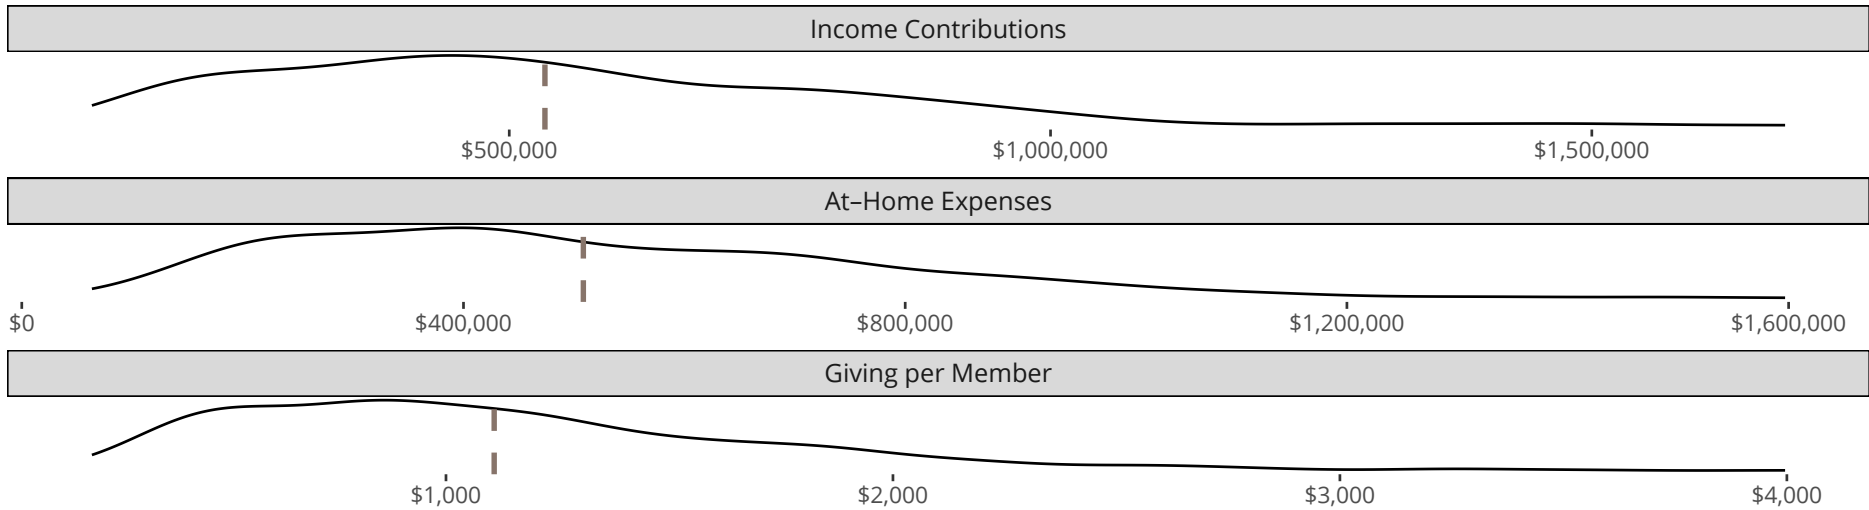 Income Contributions
$500,000 $1,000,000 $1,500,000
At–Home Expenses
$0 $400,000 $800,000 $1,200,000 $1,600,000
Giving per Member
$1,000 $2,000 $3,000 $4,000